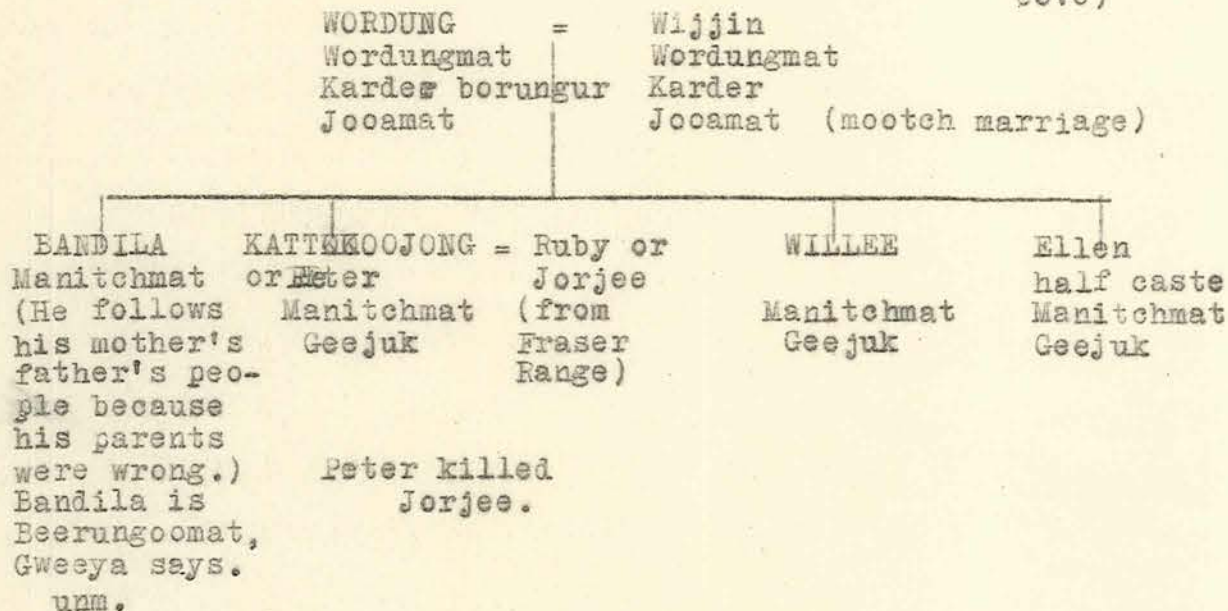 WORDUNG = Wijjin
Wordungmat Wordungmat
Karder borungur Karder
Jooamat Jooamat (mootch marriage)
BANDILA
Manitchmat
(He follows
his mother's
father's peo-
ple because
his parents
were wrong.)
Bandila is
Beerungoomat,
Gweeya says.
unm.
KOOJONG = Ruby or
or Peter Jorjee
Manitchmat (from
Geejuk Fraser
Range)
Peter killed
Jorjee.
WILLEE
Manitchmat
Geejuk
Ellen
half caste
Manitchmat
Geejuk